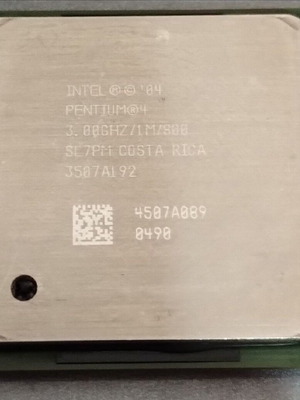 INTEL Ⓜ©'04
PENTIUM®4
3.00GHZ/1M/800
SL7PM COSTA RICA
3507A192
4507A089
0490